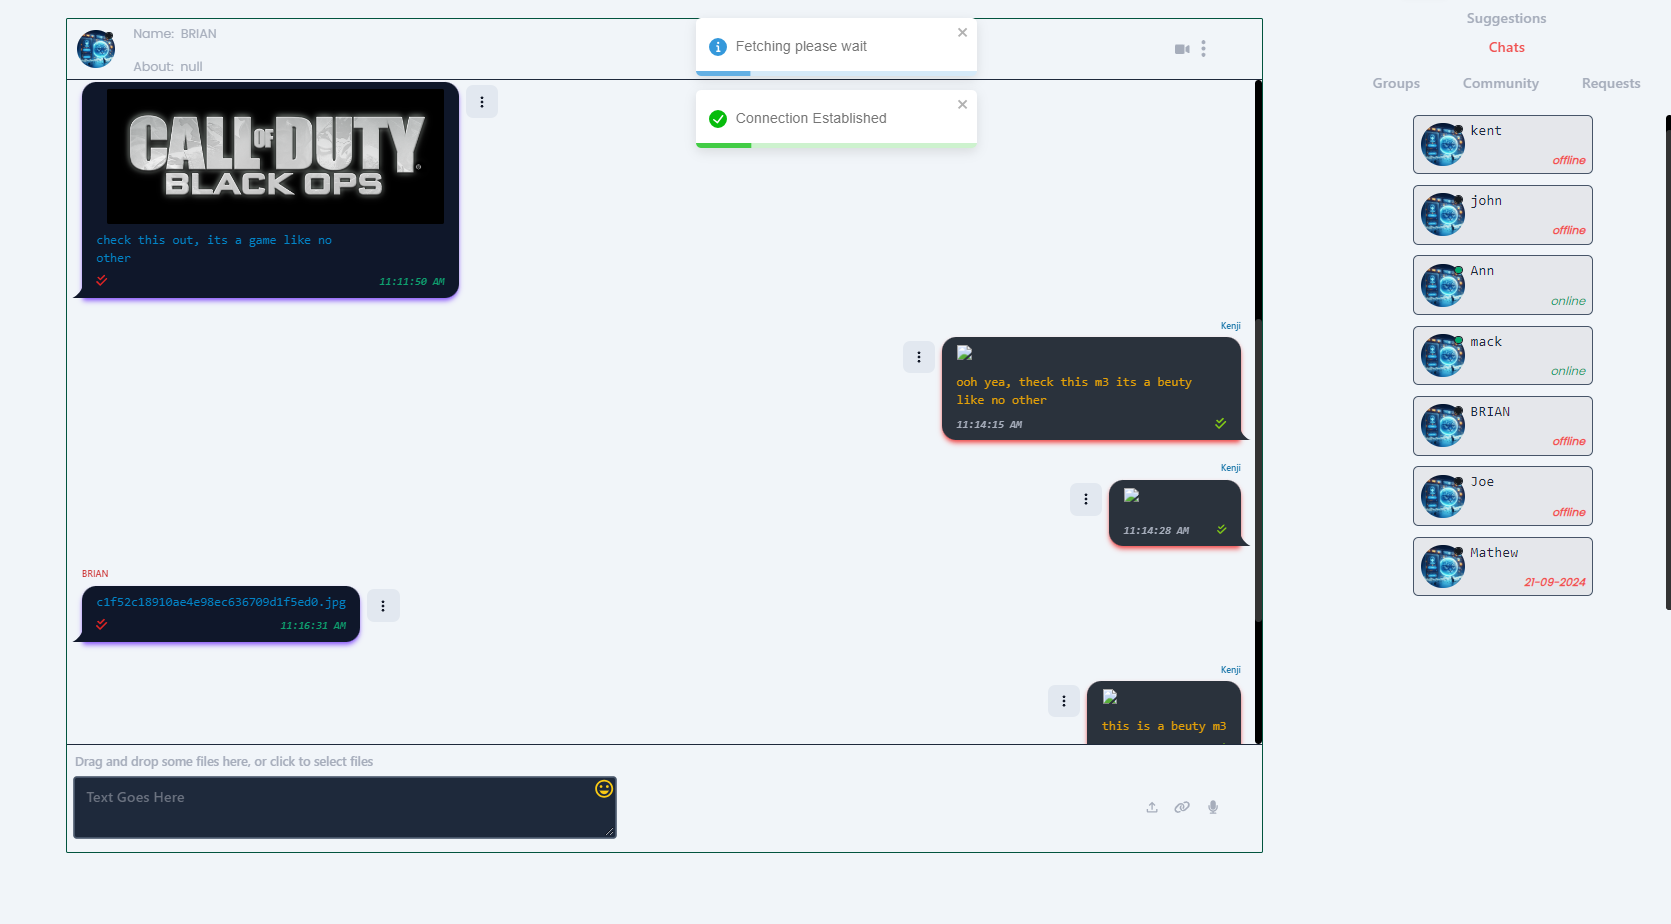 Name: BRIAN
About: null
Fetching please wait
Connection Established
CALL OF DUTY
BLACK OPS
check this out, its a game like no
other
11:11:50 AM
Kenji
ooh yea, theck this m3 its a beuty
like no other
11:14:15 AM
Kenji
11:14:28 AM
BRIAN
c1f52c18910ae4e98ec636709d1f5ed0.jpg
11:16:31 AM
Kenji
this is a beuty m3
Drag and drop some files here, or click to select files
Text Goes Here
Suggestions
Chats
Groups Community Requests
kent
offline
john
offline
Ann
online
mack
online
BRIAN
offline
Joe
offline
Mathew
21-09-2024